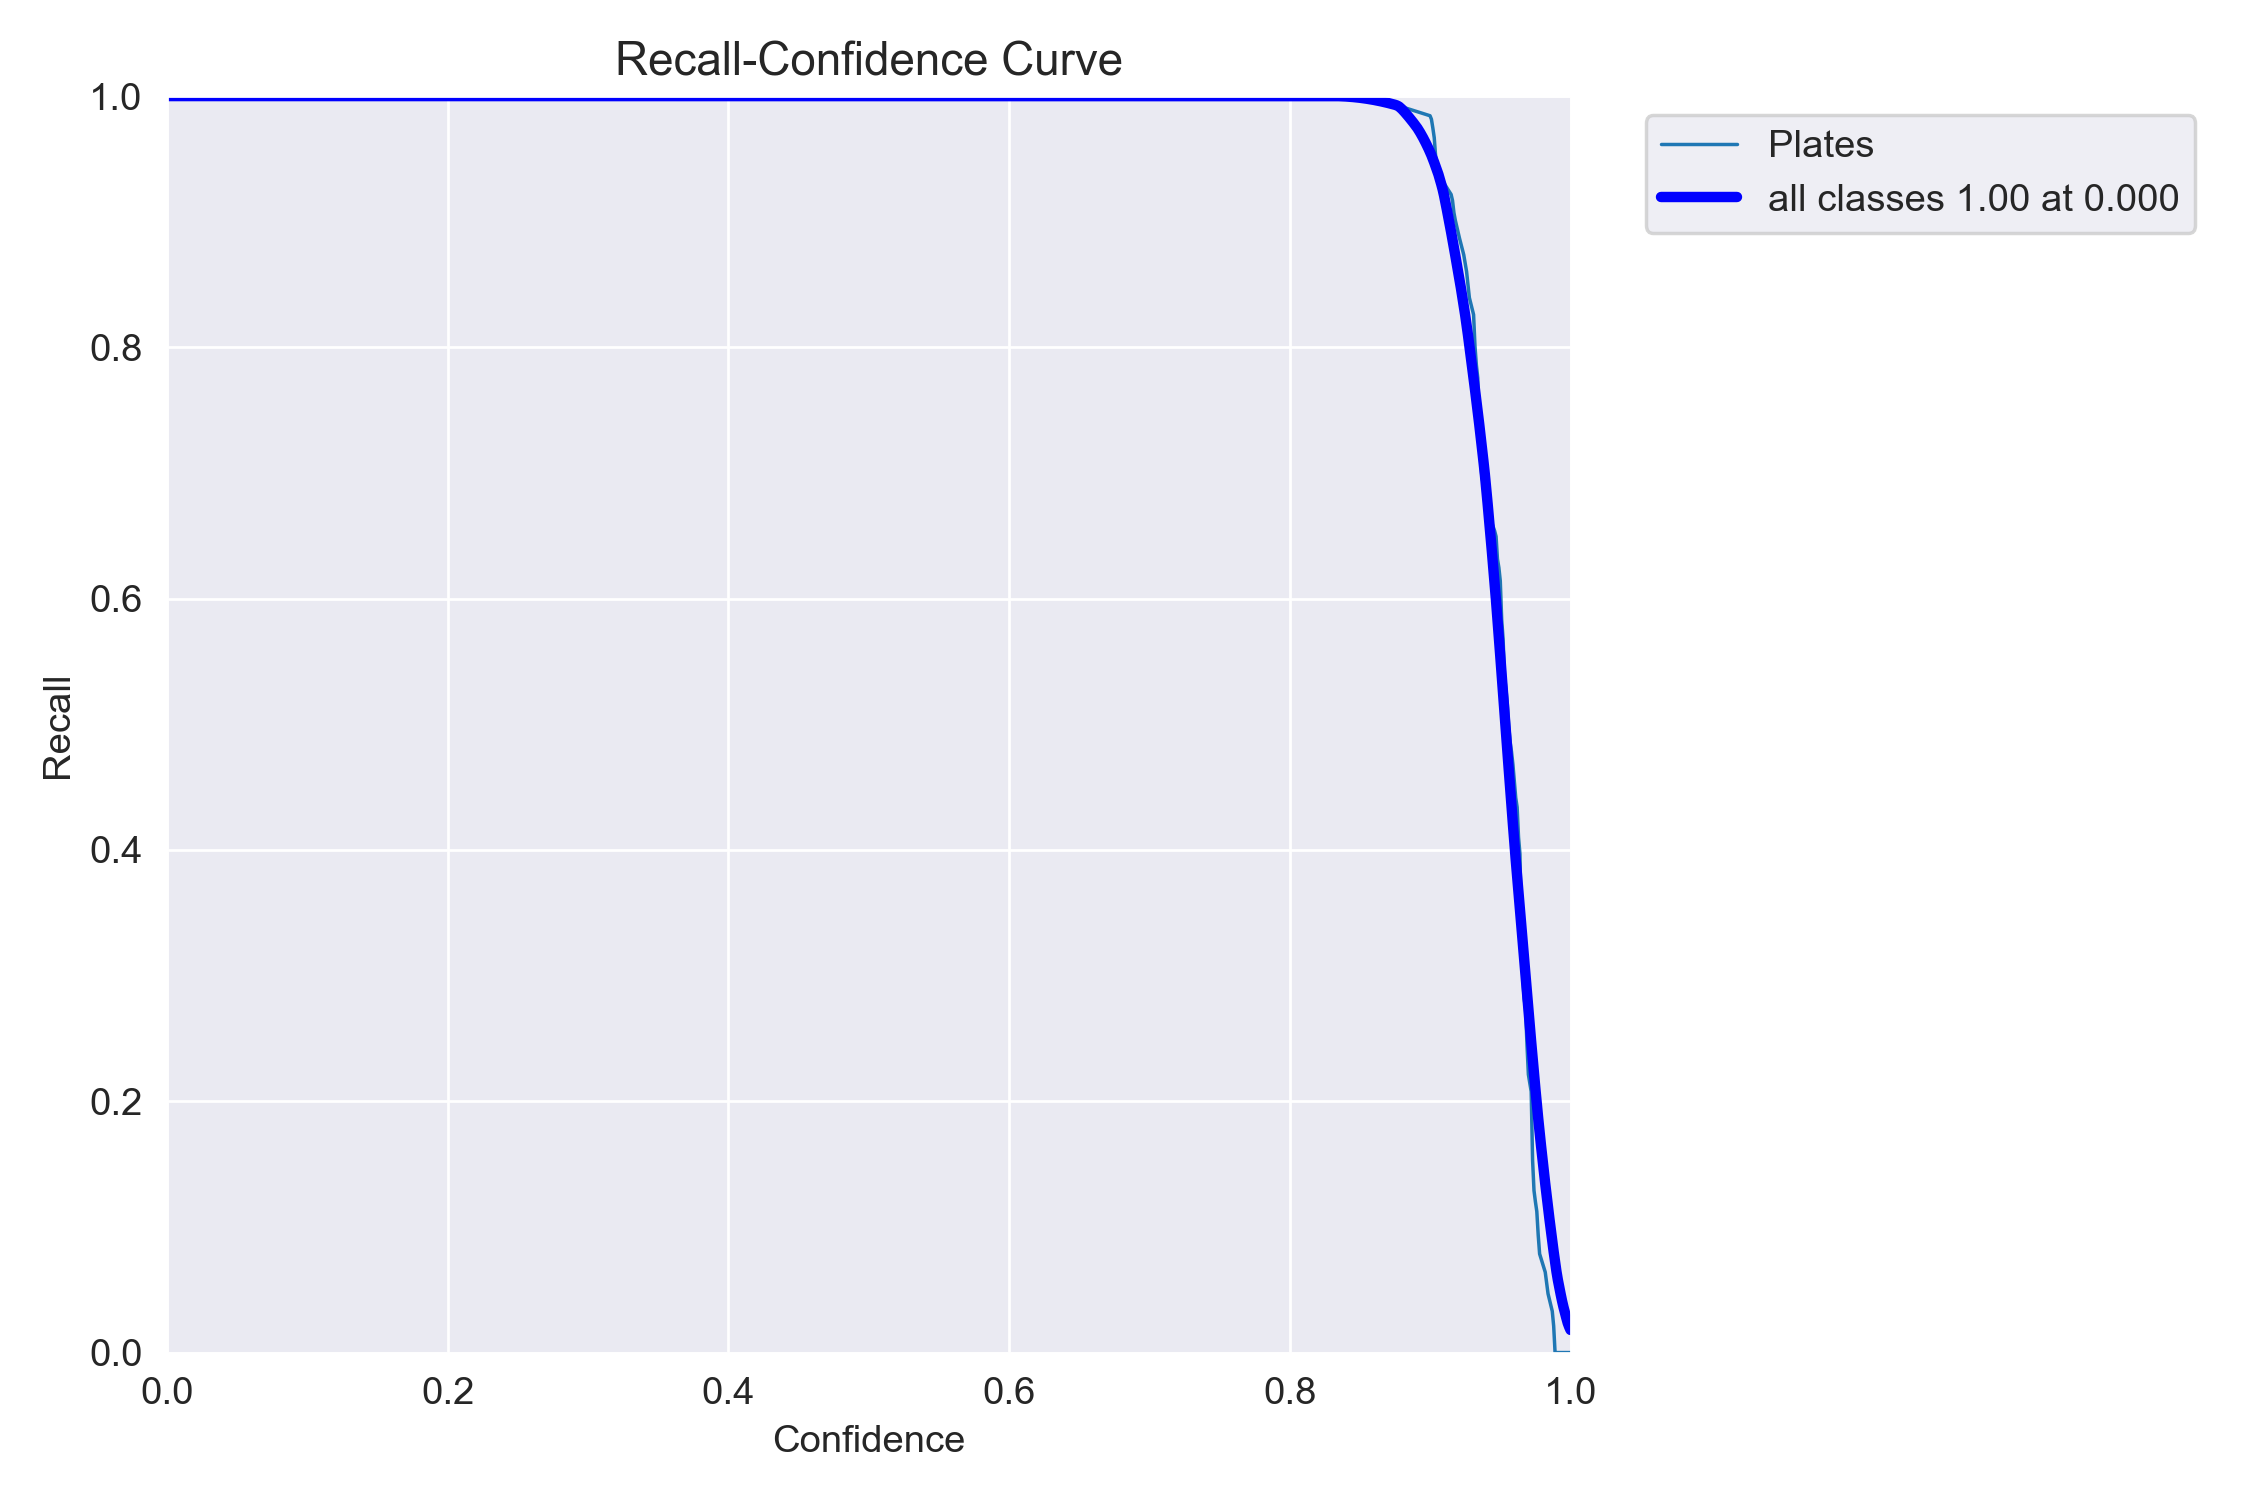 Recall-Confidence Curve
1.0
0.8
0.6
0.4
0.2
0.0
Recall
0.0 0.2 0.4 0.6 0.8 1.0
Confidence
Plates
all classes 1.00 at 0.000